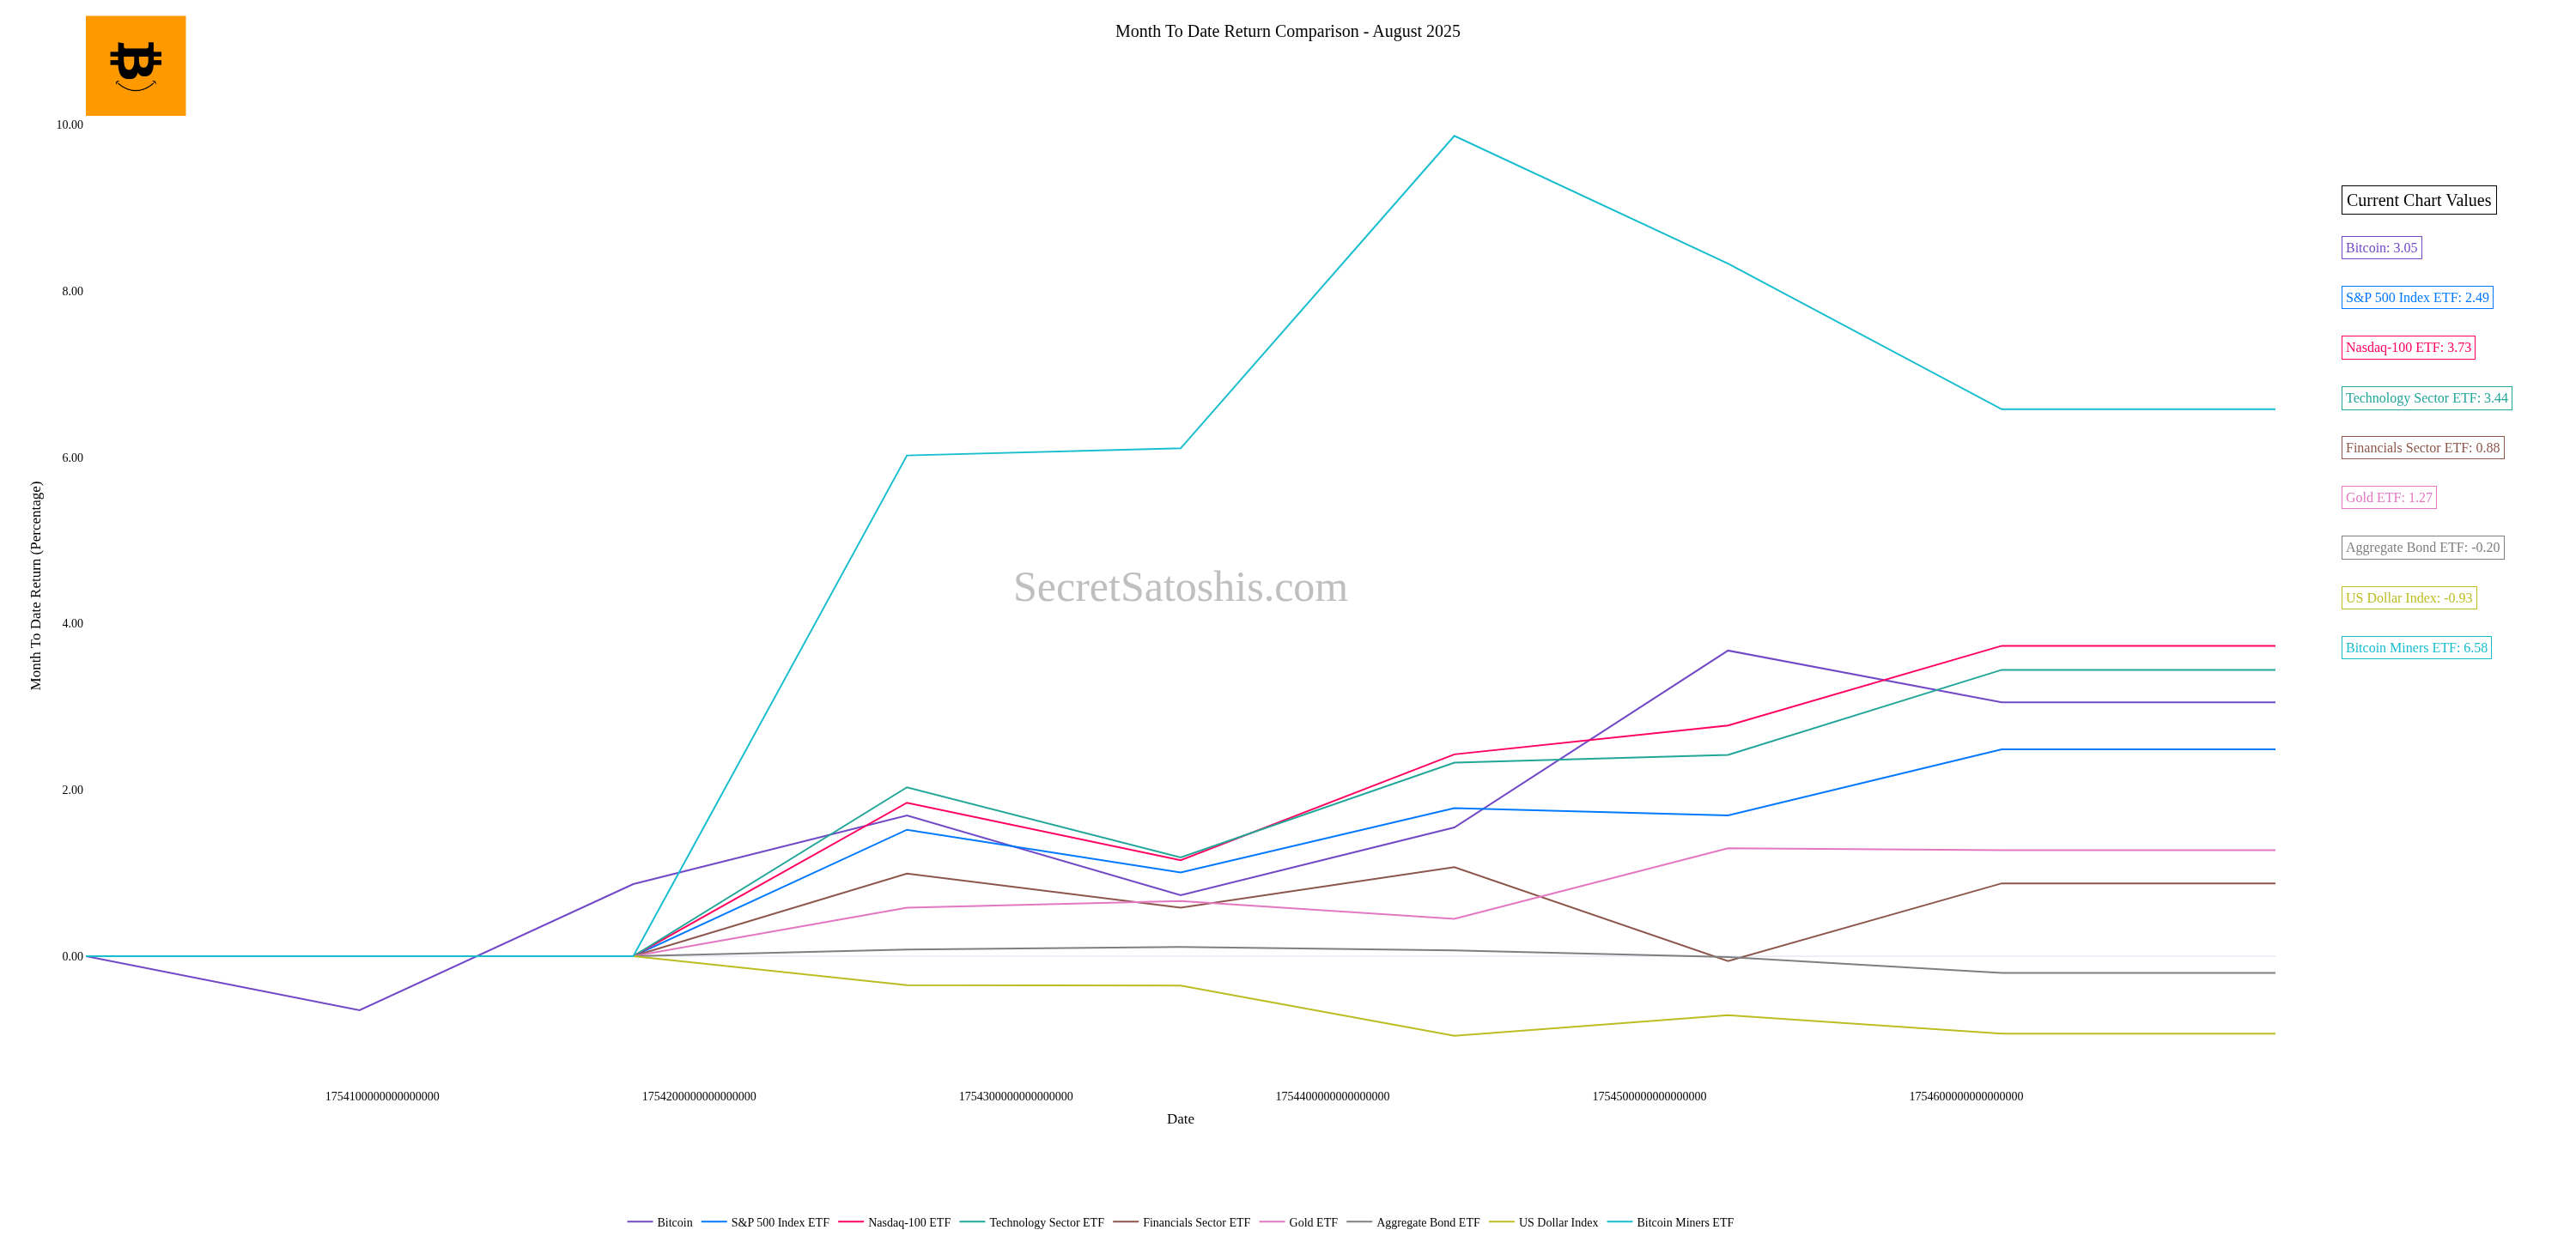 Month To Date Return Comparison - August 2025
10.00
8.00
6.00
4.00
2.00
0.00
Month To Date Return (Percentage)
SecretSatoshis.com
Current Chart Values
Bitcoin: 3.05
S&P 500 Index ETF: 2.49
Nasdaq-100 ETF: 3.73
Technology Sector ETF: 3.44
Financials Sector ETF: 0.88
Gold ETF: 1.27
Aggregate Bond ETF: -0.20
US Dollar Index: -0.93
Bitcoin Miners ETF: 6.58
1754100000000000000 1754200000000000000 1754300000000000000 1754400000000000000 1754500000000000000 1754600000000000000
Date
Bitcoin S&P 500 Index ETF Nasdaq-100 ETF Technology Sector ETF Financials Sector ETF Gold ETF Aggregate Bond ETF US Dollar Index Bitcoin Miners ETF